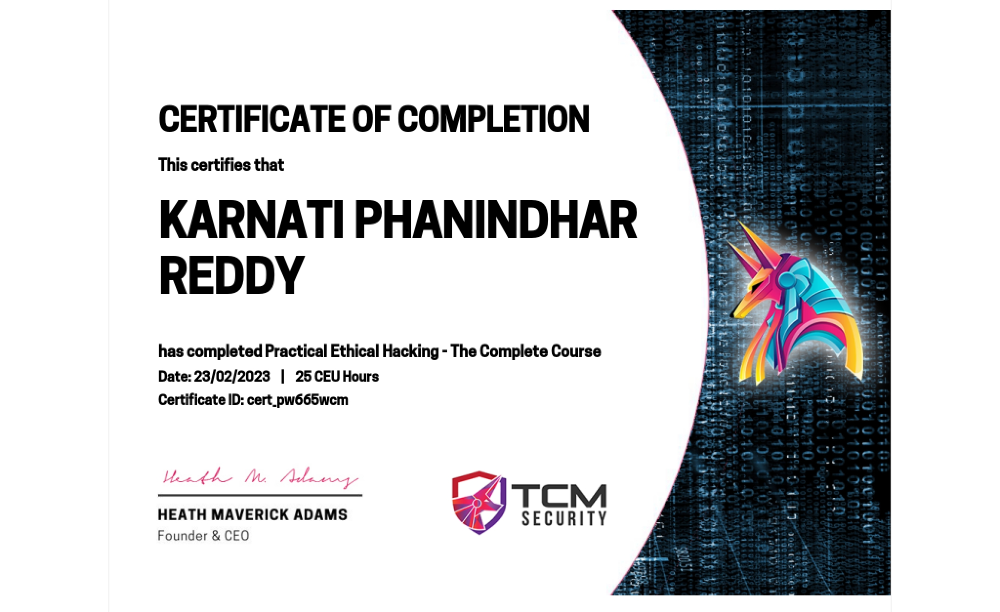 CERTIFICATE OF COMPLETION
This certifies that
KARNATI PHANINDHAR
REDDY
has completed Practical Ethical Hacking - The Complete Course
Date: 23/02/2023 | 25 CEU Hours
Certificate ID: cert_pw665wcm
Heath M. Adams
HEATH MAVERICK ADAMS
Founder & CEO
TCM
SECURITY